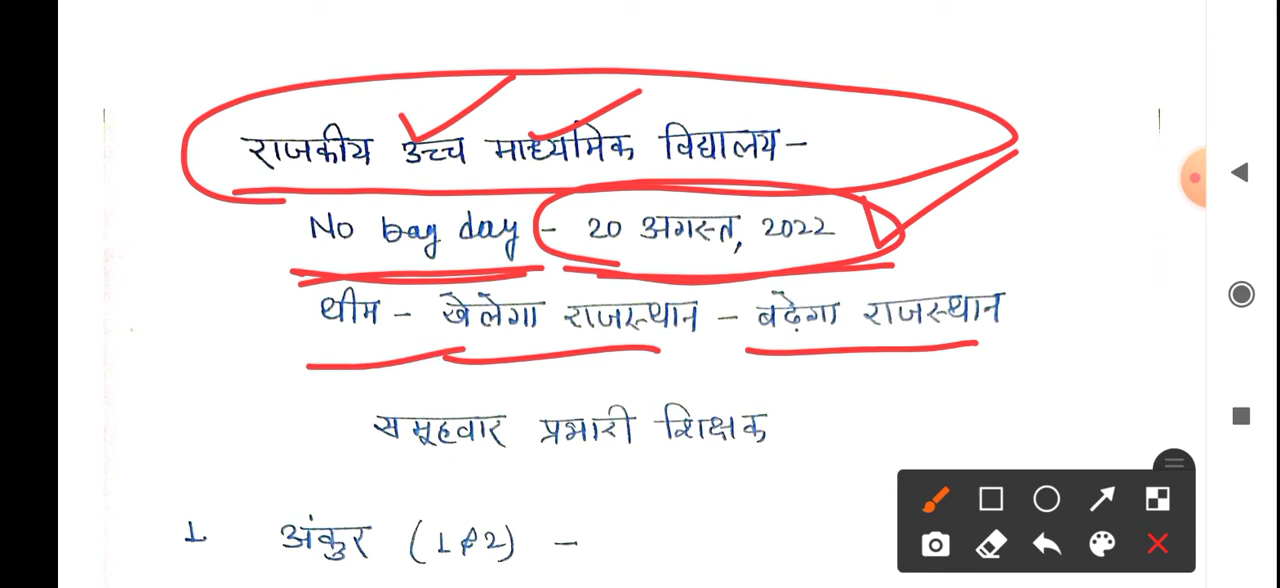 राजकीय उच्च माध्यमिक विद्यालय -
No bag day - 20 अगस्त, 2022
थीम - खेलेगा राजस्थान - बढ़ेगा राजस्थान
समूहवार प्रभारी शिक्षक
1 अंकुर (1 & 2) -